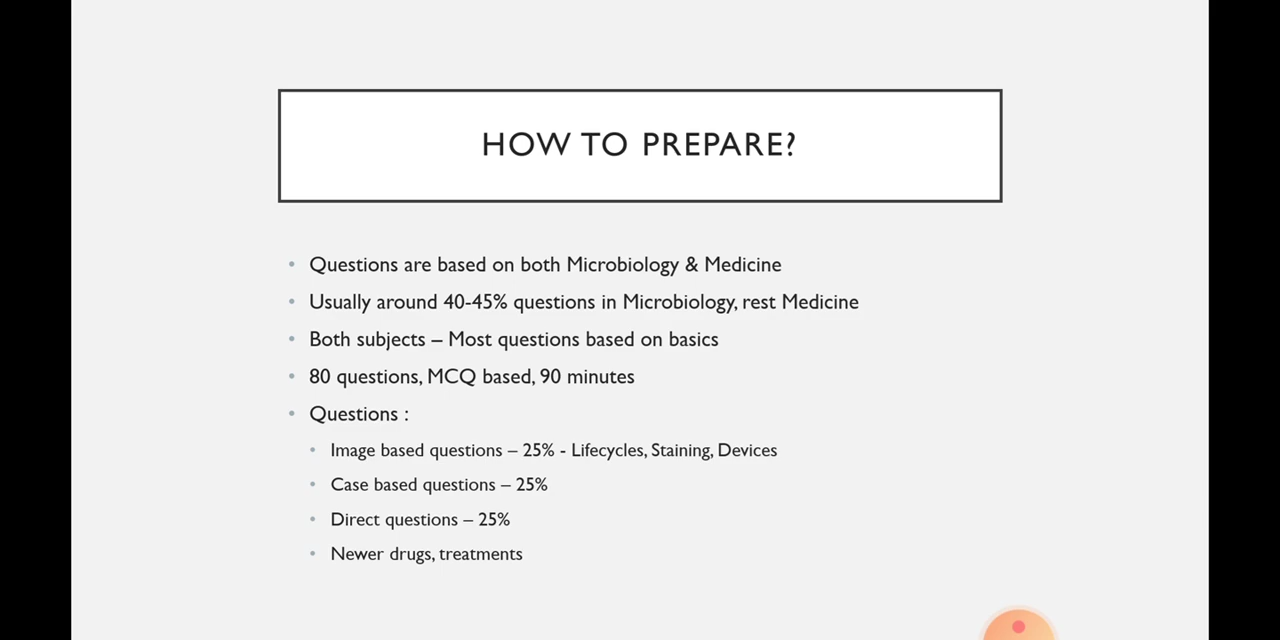 HOW TO PREPARE?
• Questions are based on both Microbiology & Medicine
• Usually around 40-45% questions in Microbiology, rest Medicine
• Both subjects – Most questions based on basics
• 80 questions, MCQ based, 90 minutes
• Questions :
• Image based questions – 25% - Lifecycles, Staining, Devices
• Case based questions – 25%
• Direct questions – 25%
• Newer drugs, treatments